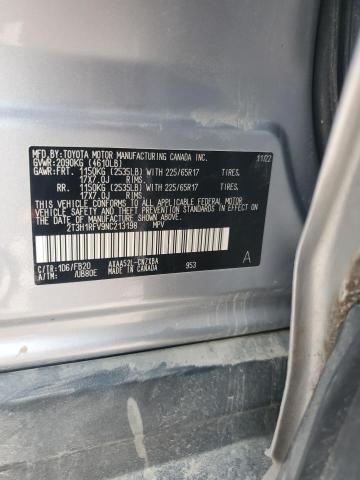 MFD.BY:TOYOTA MOTOR MANUFACTURING CANADA INC. 11/22
GVWR:2090KG (4610LB)
GAWR:FRT. 1150KG (2535LB) WITH 225/65R17 TIRES.
17X7.0J RIMS.
RR. 1150KG (2535LB) WITH 225/65R17 TIRES.
17X7.0J RIMS.
THIS VEHICLE CONFORMS TO ALL APPLICABLE FEDERAL
MOTOR VEHICLE SAFETY AND THEFT PREVENTION STANDARDS IN EFFECT
ON THE DATE OF MANUFACTURE SHOWN ABOVE.
2T3H1RFV9NC213198 MPV
C/TR:1D6/FB20 AXAA52L-CNZXBA 953 A
A/TM: /UB80E MADE IN CANADA